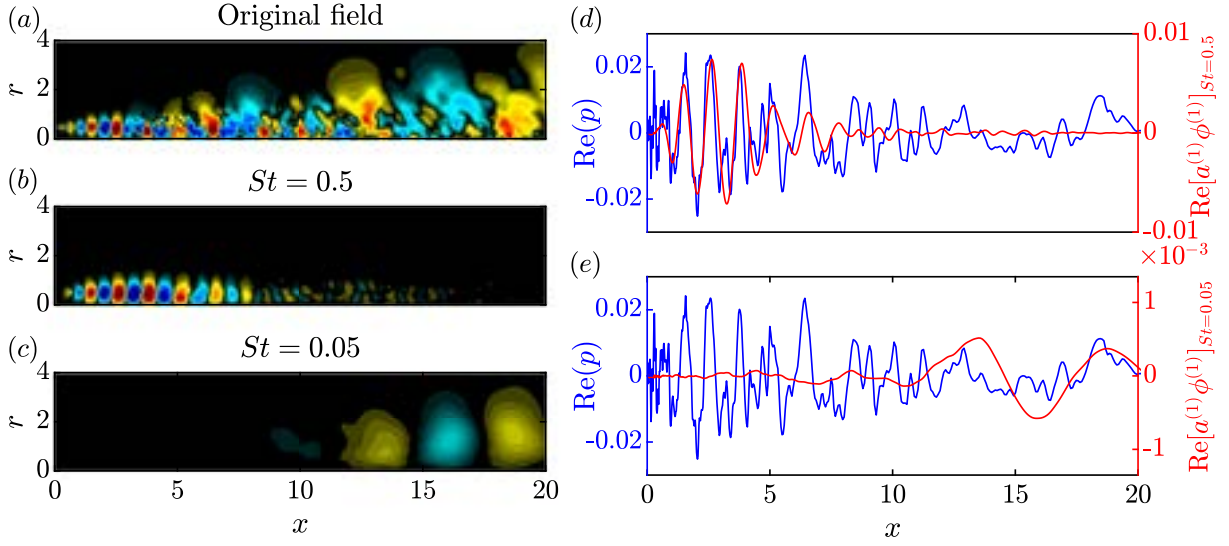 (a) Original field
4
r 2
0
(b) St = 0.5
4
r 2
0
(c) St = 0.05
4
r 2
0
0 5 10 15 20
x
(d)
0.02
0
-0.02
Re(p)
0.01
0
-0.01
Re[a^{(1)}ϕ^{(1)}]_{St=0.5}
(e)
×10^{-3}
0.02
0
-0.02
Re(p)
1
0
-1
Re[a^{(1)}ϕ^{(1)}]_{St=0.05}
0 5 10 15 20
x